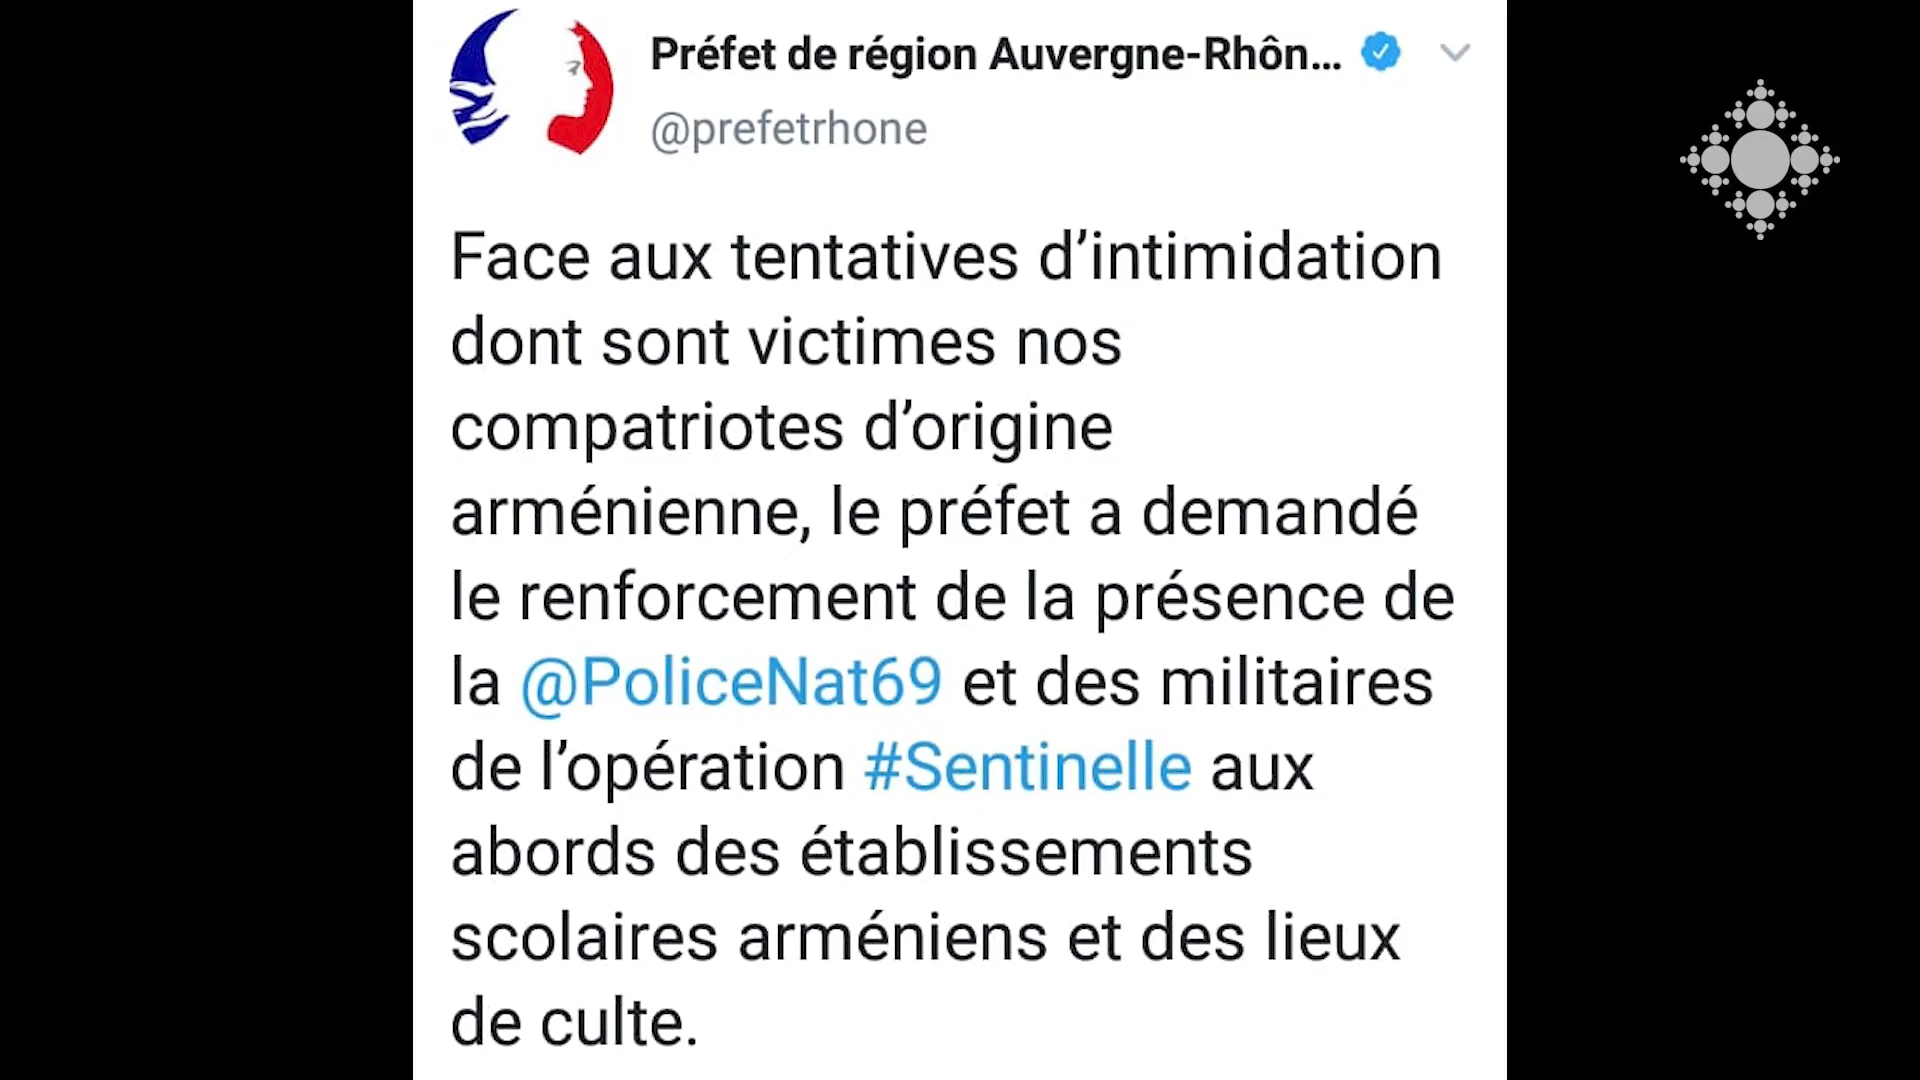 Préfet de région Auvergne-Rhôn...
@prefetrhone
Face aux tentatives d’intimidation
dont sont victimes nos
compatriotes d’origine
arménienne, le préfet a demandé
le renforcement de la présence de
la @PoliceNat69 et des militaires
de l’opération #Sentinelle aux
abords des établissements
scolaires arméniens et des lieux
de culte.